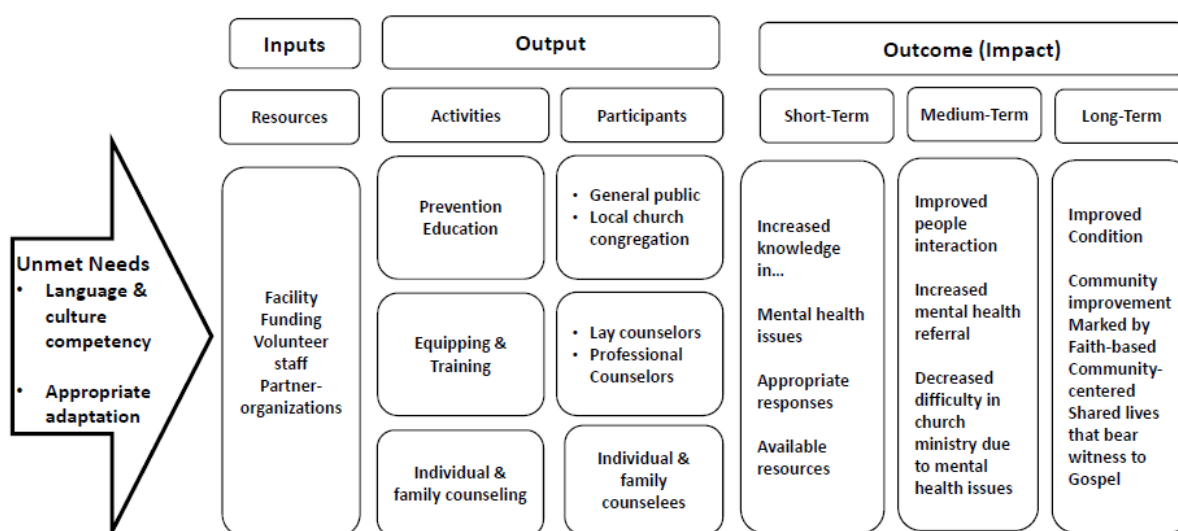 Inputs
Output
Outcome (Impact)
Resources
Activities
Participants
Short-Term
Medium-Term
Long-Term
Unmet Needs
• Language &
culture
competency
• Appropriate
adaptation
Facility
Funding
Volunteer
staff
Partner-
organizations
Prevention
Education
• General public
• Local church
congregation
Equipping &
Training
• Lay counselors
• Professional
Counselors
Individual &
family counseling
Individual &
family
counselees
Increased
knowledge
in...
Mental health
issues
Appropriate
responses
Available
resources
Improved
people
interaction
Increased
mental health
referral
Decreased
difficulty in
church
ministry due
to mental
health issues
Improved
Condition
Community
improvement
Marked by
Faith-based
Community-
centered
Shared lives
that bear
witness to
Gospel